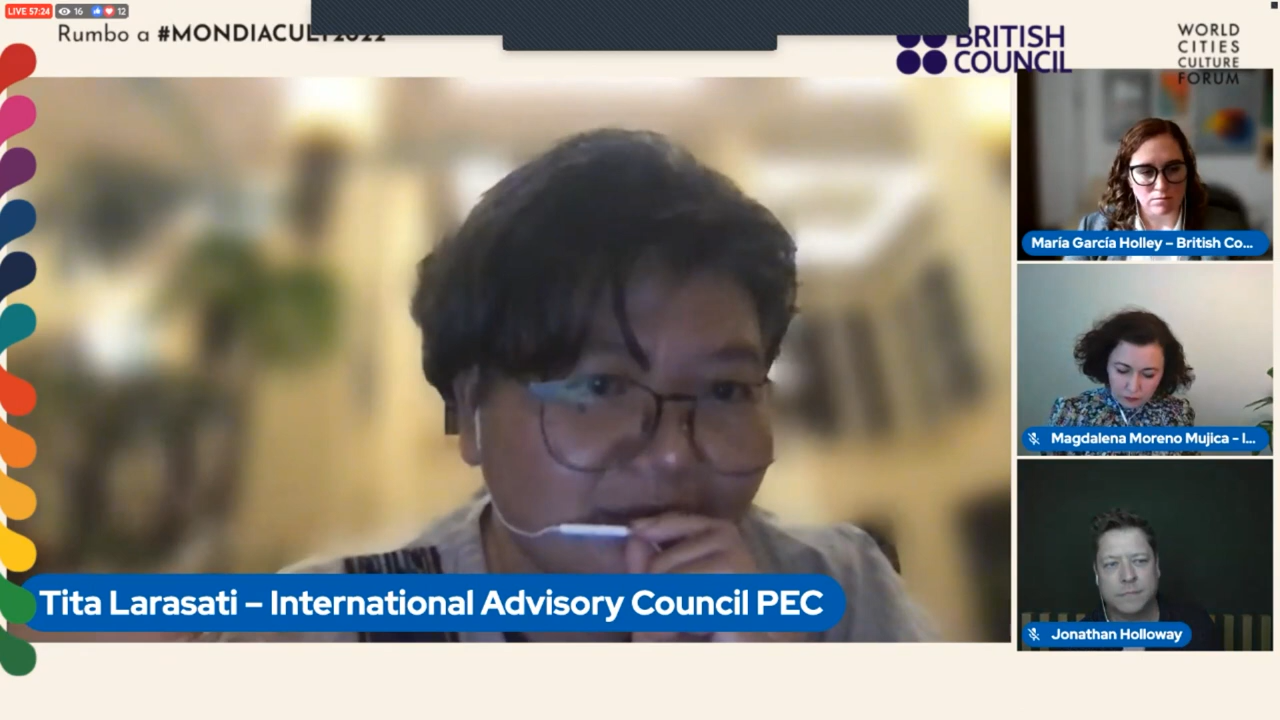 LIVE 57:24 16 12
Rumbo a #MONDIACULT2022
BRITISH
COUNCIL
WORLD
CITIES
CULTURE
FORUM
María García Holley – British Co...
Magdalena Moreno Mujica - I...
Jonathan Holloway
Tita Larasati – International Advisory Council PEC